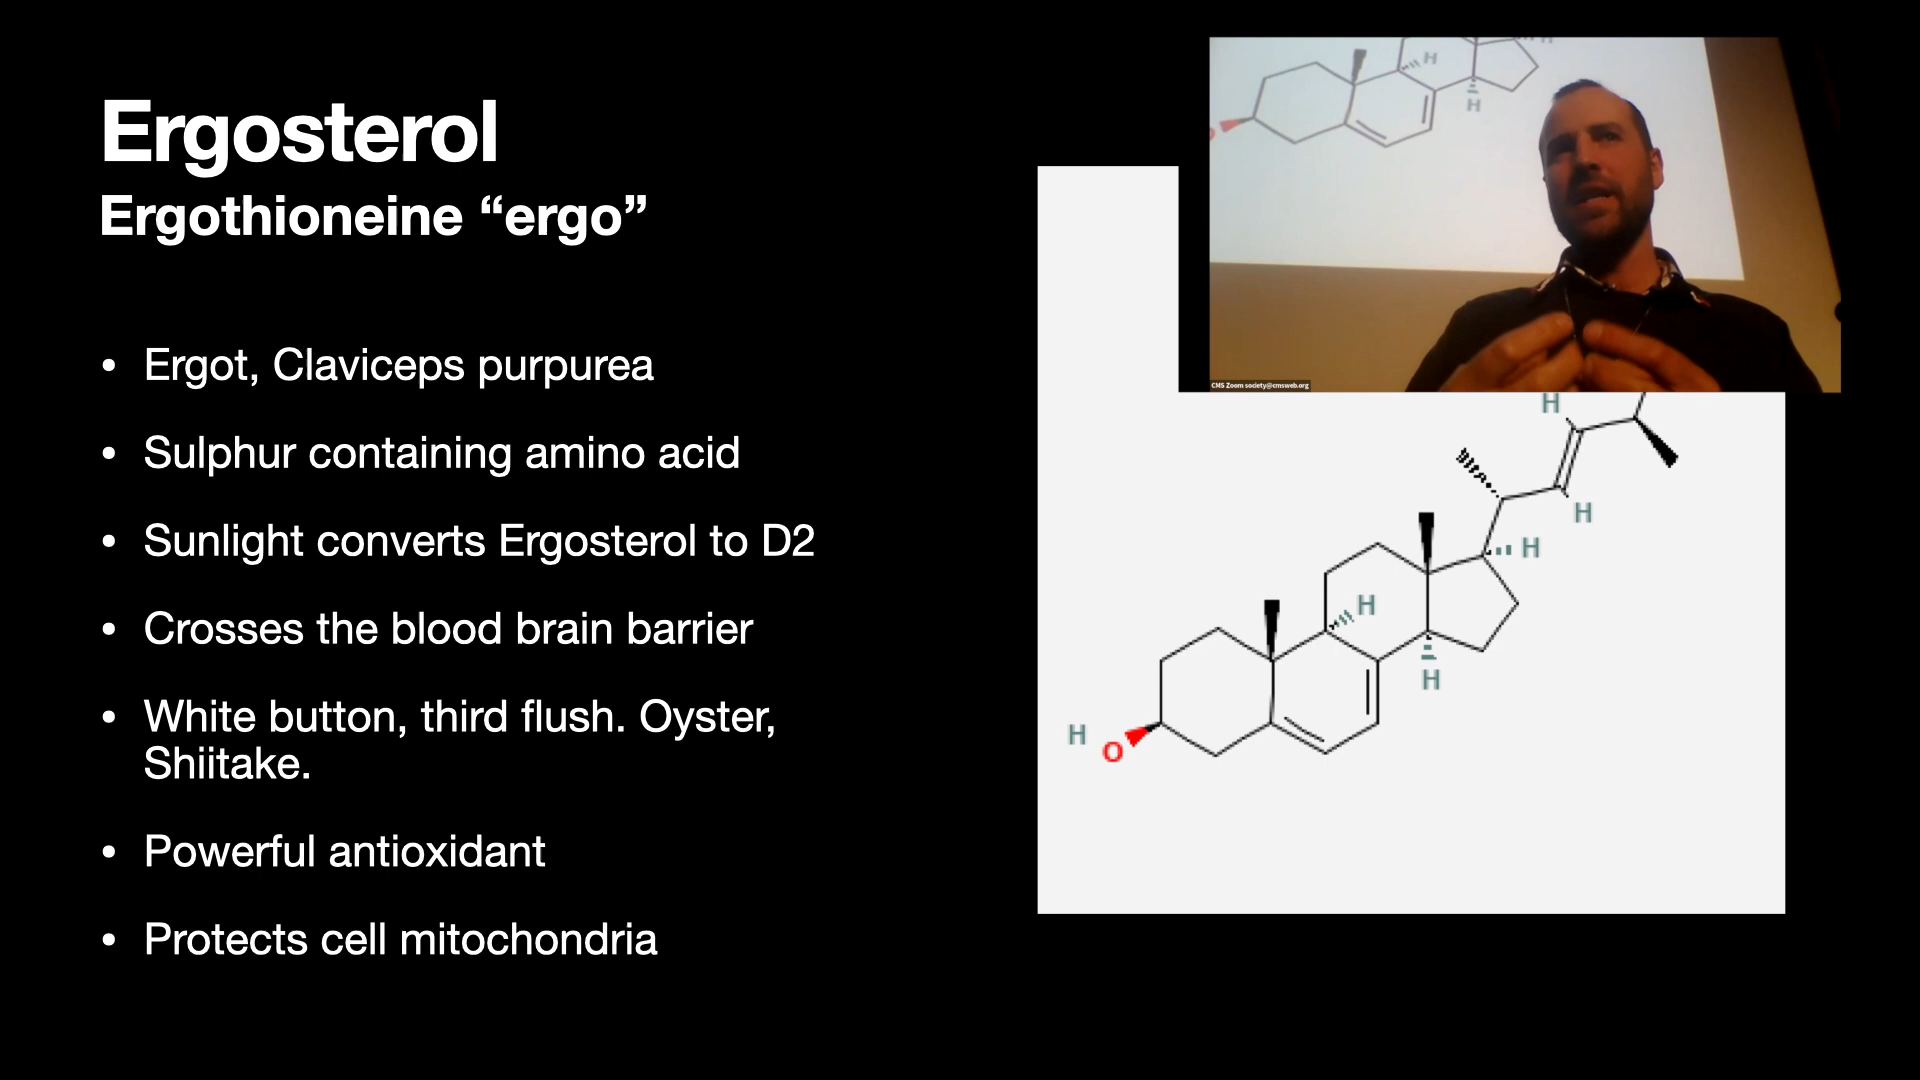 Ergosterol
Ergothioneine “ergo”
• Ergot, Claviceps purpurea
• Sulphur containing amino acid
• Sunlight converts Ergosterol to D2
• Crosses the blood brain barrier
• White button, third flush. Oyster,
Shiitake.
• Powerful antioxidant
• Protects cell mitochondria
H
H
H
CMS Zoom society@cmsweb.org
H
H
H
H
H
H
O